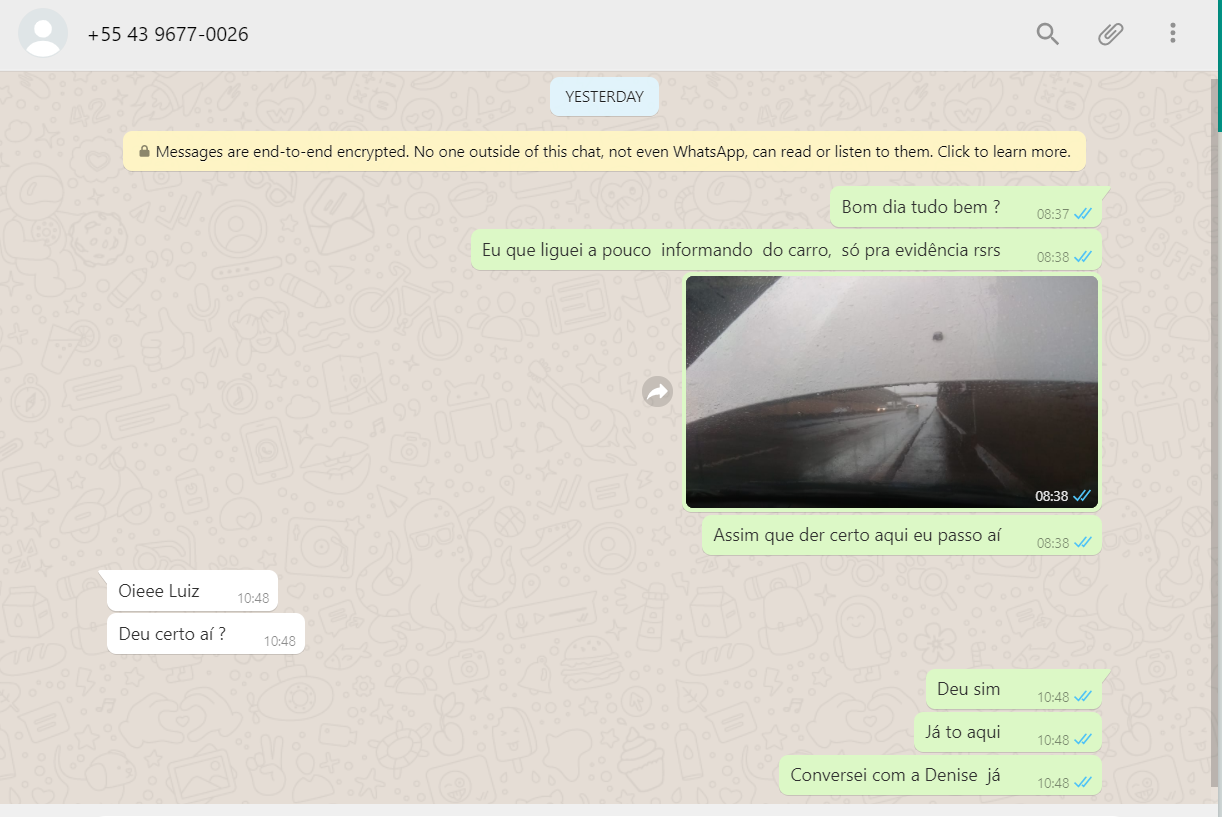 +55 43 9677-0026
YESTERDAY
Messages are end-to-end encrypted. No one outside of this chat, not even WhatsApp, can read or listen to them. Click to learn more.
Bom dia tudo bem ? 08:37
Eu que liguei a pouco informando do carro, só pra evidência rsrs 08:38
08:38
Assim que der certo aqui eu passo aí 08:38
Oieee Luiz 10:48
Deu certo aí ? 10:48
Deu sim 10:48
Já to aqui 10:48
Conversei com a Denise já 10:48